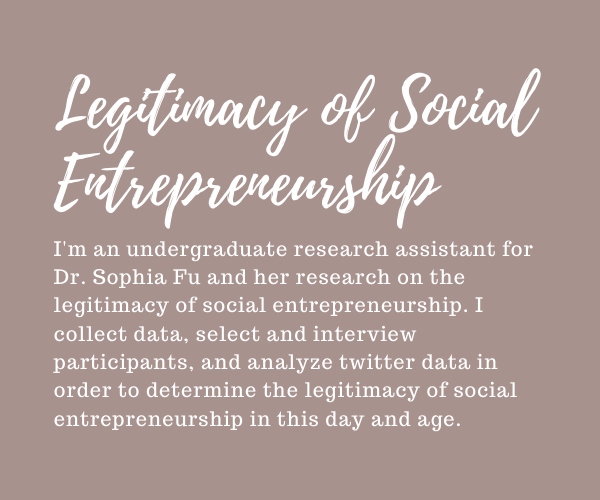 Legitimacy of Social
Entrepreneurship
I'm an undergraduate research assistant for
Dr. Sophia Fu and her research on the
legitimacy of social entrepreneurship. I
collect data, select and interview
participants, and analyze twitter data in
order to determine the legitimacy of social
entrepreneurship in this day and age.